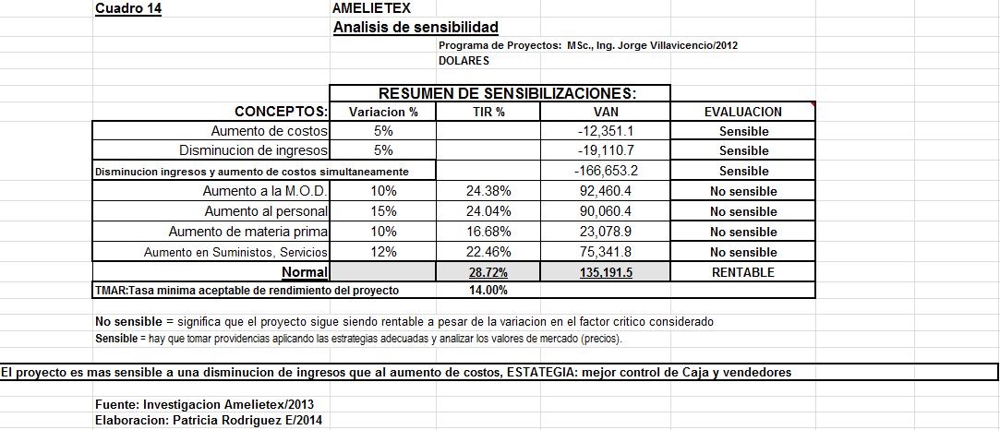 Cuadro 14 AMELIETEX
Analisis de sensibilidad
Programa de Proyectos: MSc., Ing. Jorge Villavicencio/2012
DOLARES
RESUMEN DE SENSIBILIZACIONES:
CONCEPTOS: Variacion % TIR % VAN EVALUACION
Aumento de costos 5% -12,351.1 Sensible
Disminucion de ingresos 5% -19,110.7 Sensible
Disminucion ingresos y aumento de costos simultaneamente -166,653.2 Sensible
Aumento a la M.O.D. 10% 24.38% 92,460.4 No sensible
Aumento al personal 15% 24.04% 90,060.4 No sensible
Aumento de materia prima 10% 16.68% 23,078.9 No sensible
Aumento en Suministos, Servicios 12% 22.46% 75,341.8 No sensible
Normal 28.72% 135,191.5 RENTABLE
TMAR:Tasa minima aceptable de rendimiento del proyecto 14.00%
No sensible = significa que el proyecto sigue siendo rentable a pesar de la variacion en el factor critico considerado
Sensible = hay que tomar providencias aplicando las estrategias adecuadas y analizar los valores de mercado (precios).
El proyecto es mas sensible a una disminucion de ingresos que al aumento de costos, ESTATEGIA: mejor control de Caja y vendedores
Fuente: Investigacion Amelietex/2013
Elaboracion: Patricia Rodriguez E/2014